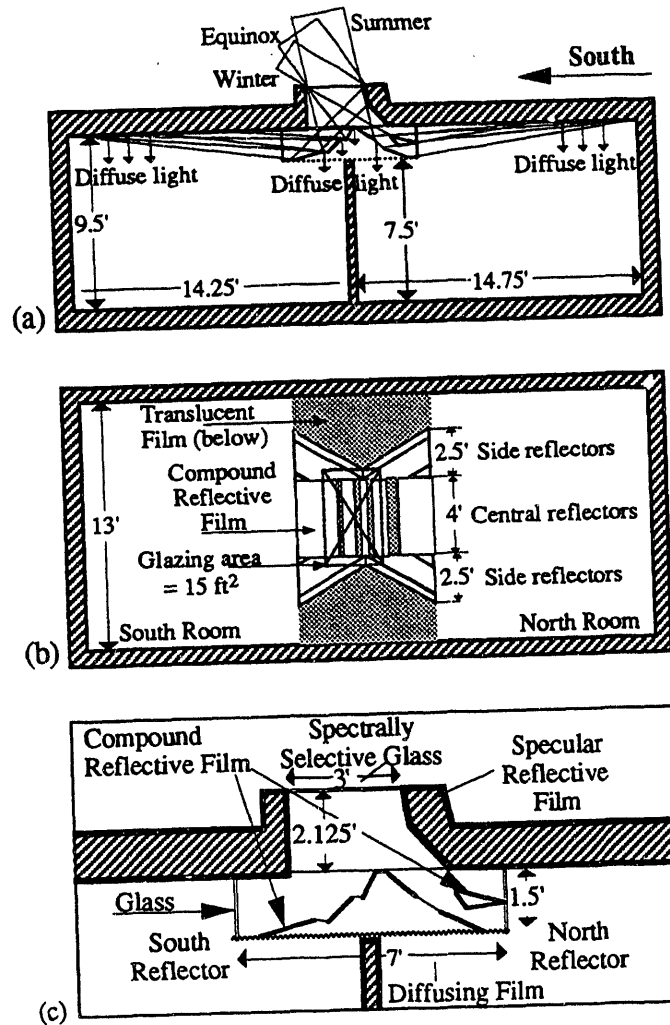 Summer
Equinox
Winter
South
Diffuse light
Diffuse light
Diffuse light
9.5'
7.5'
14.25'
14.75'
(a)
Translucent
Film (below)
2.5' Side reflectors
Compound
Reflective
Film
13'
4' Central reflectors
Glazing area
= 15 ft²
2.5' Side reflectors
South Room
North Room
(b)
Compound
Reflective Film
Spectrally
Selective Glass
3'
Specular
Reflective
Film
2.125'
Glass
1.5'
South
Reflector
7'
North
Reflector
Diffusing Film
(c)